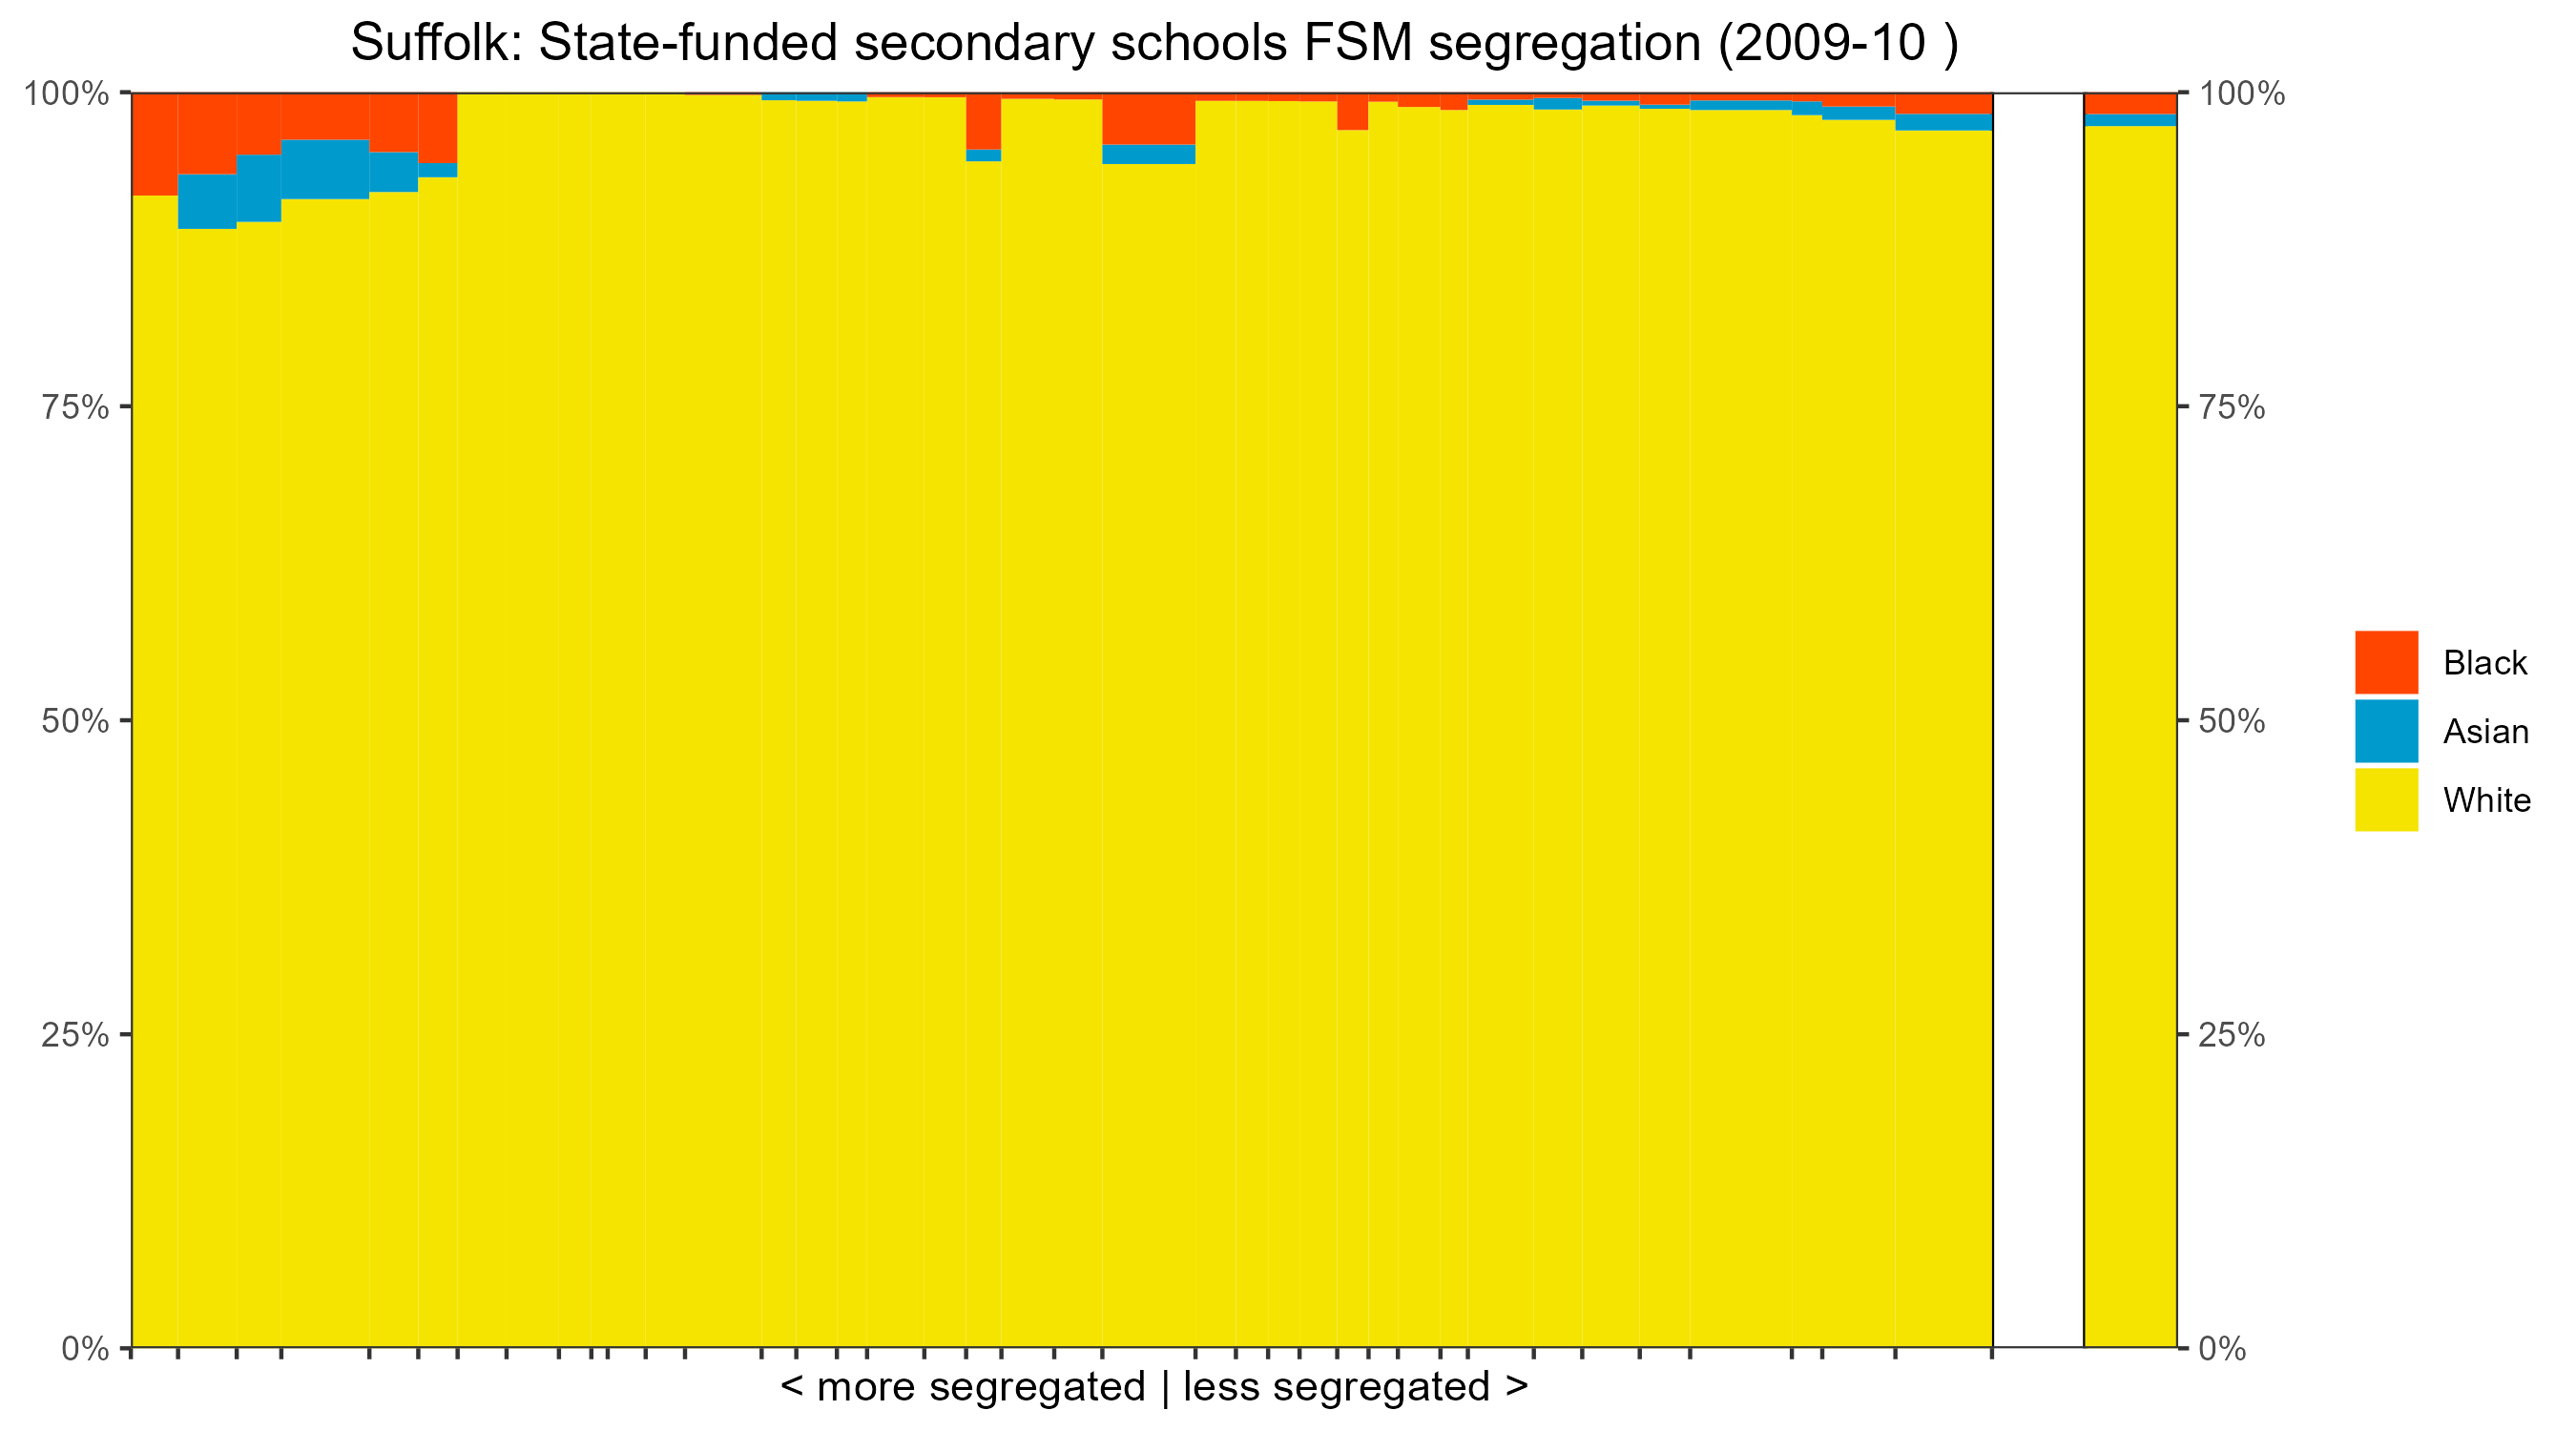 Suffolk: State-funded secondary schools FSM segregation (2009-10 )
100%
75%
50%
25%
0%
100%
75%
50%
25%
0%
Black
Asian
White
< more segregated | less segregated >